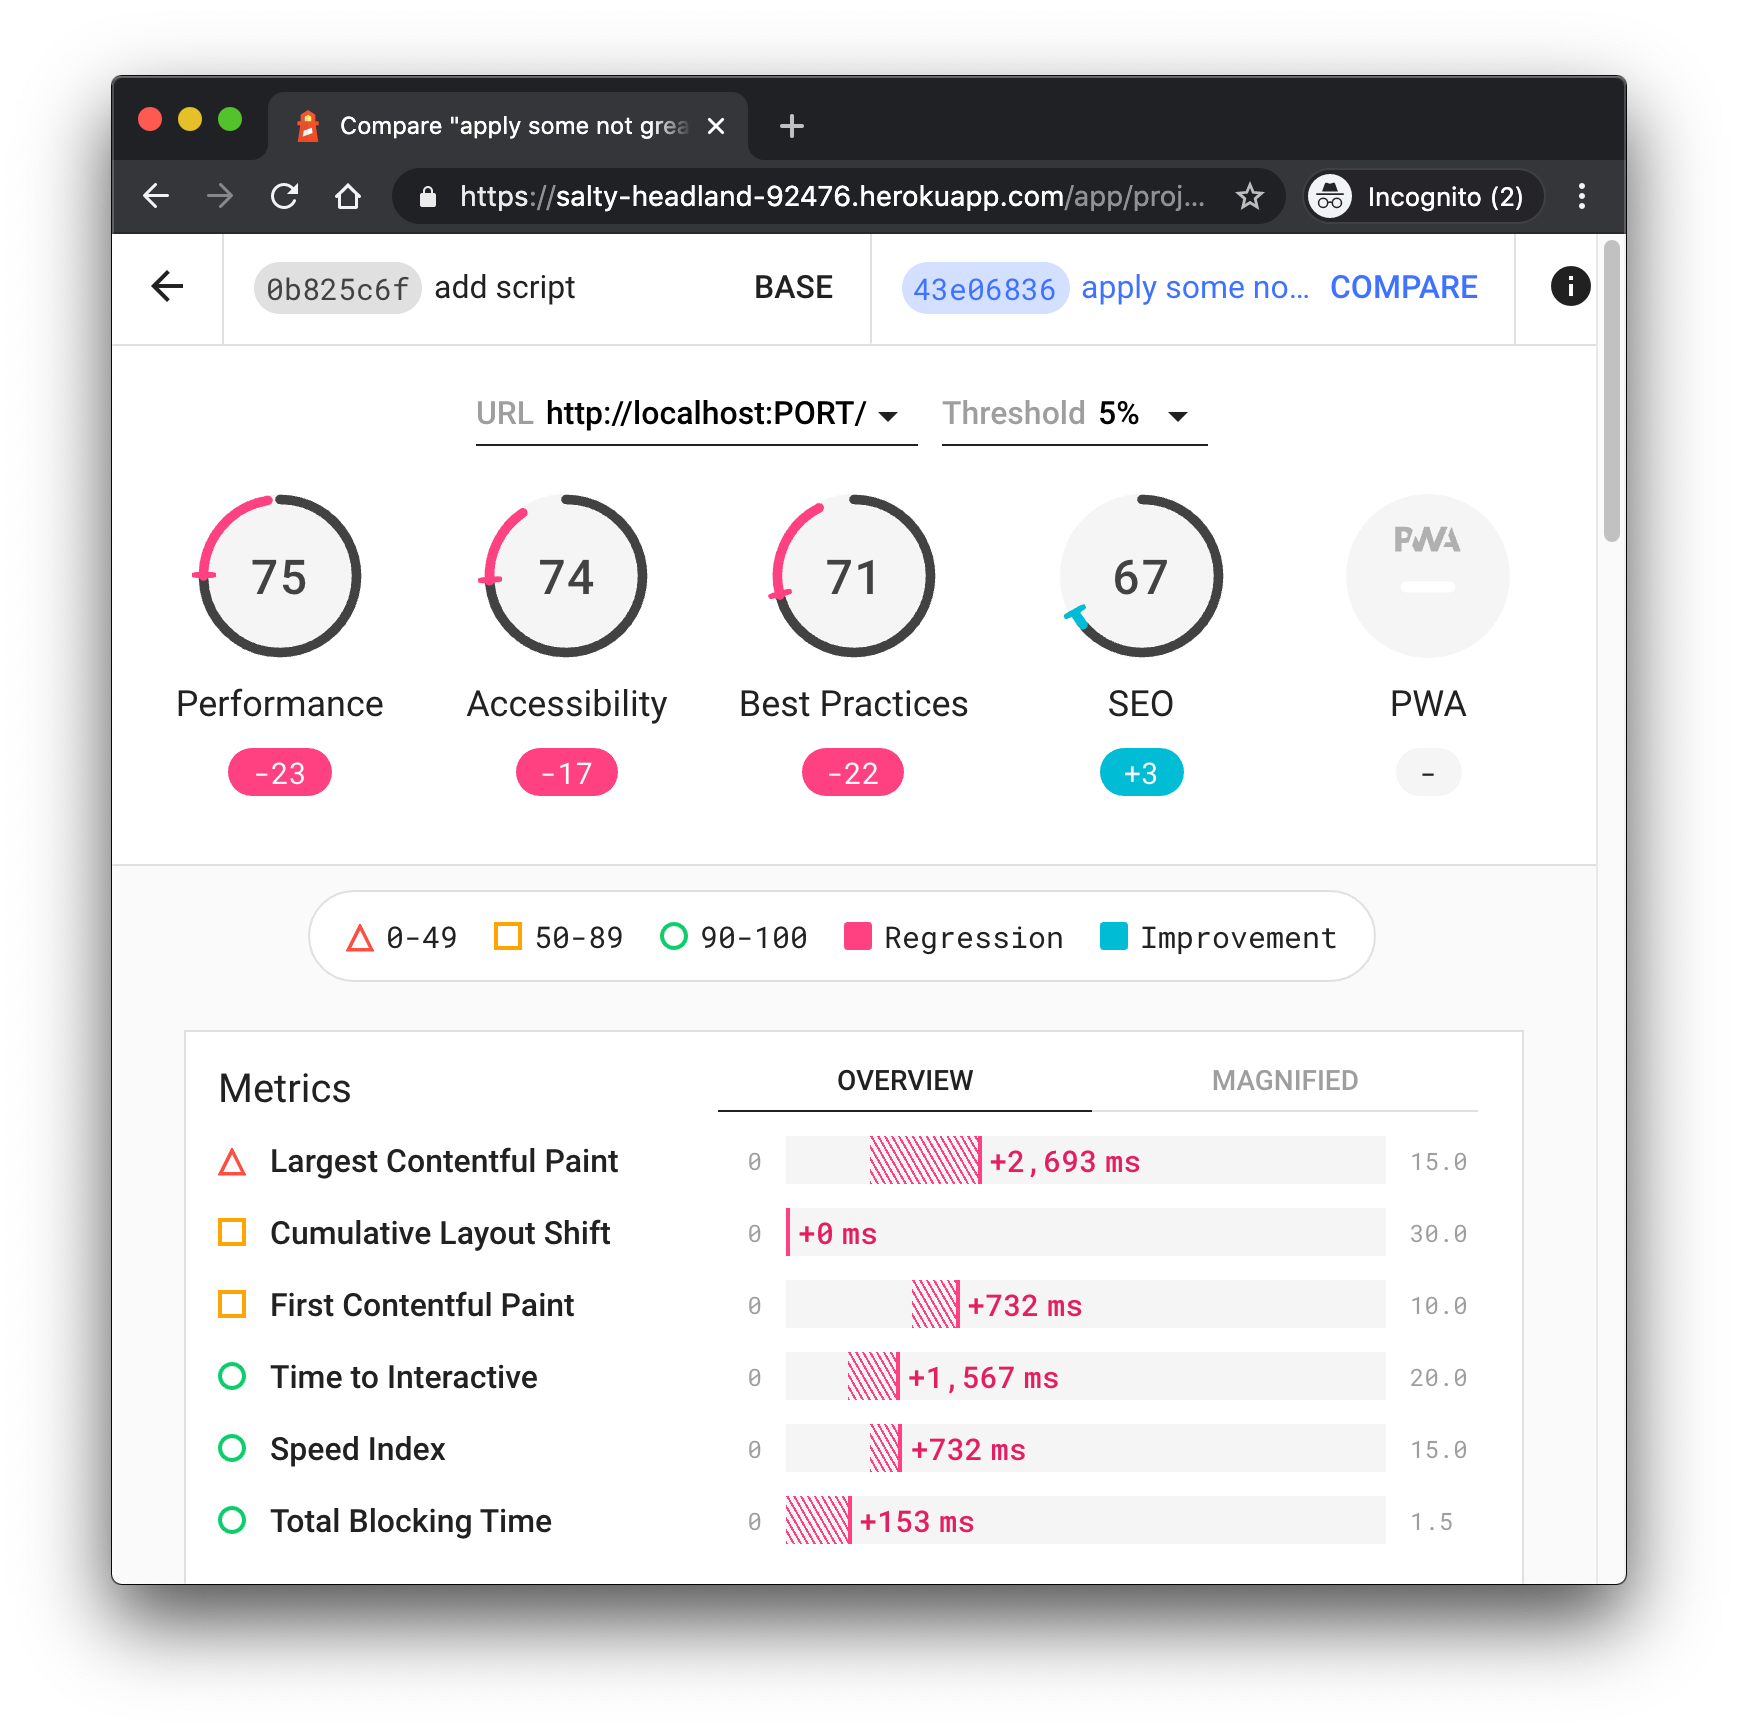 Compare "apply some not grea
https://salty-headland-92476.herokuapp.com/app/proj... Incognito (2)
0b825c6f add script BASE 43e06836 apply some no... COMPARE
URL http://localhost:PORT/ Threshold 5%
75 74 71 67 PWA
Performance Accessibility Best Practices SEO PWA
-23 -17 -22 +3 -
0-49 50-89 90-100 Regression Improvement
Metrics OVERVIEW MAGNIFIED
Largest Contentful Paint 0 +2,693 ms 15.0
Cumulative Layout Shift 0 +0 ms 30.0
First Contentful Paint 0 +732 ms 10.0
Time to Interactive 0 +1,567 ms 20.0
Speed Index 0 +732 ms 15.0
Total Blocking Time 0 +153 ms 1.5